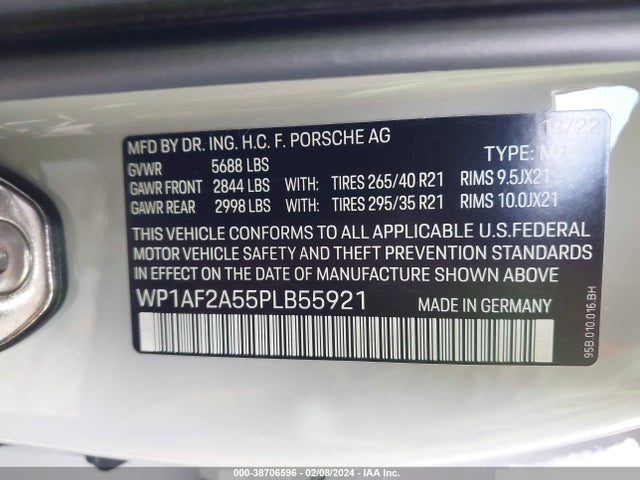 MFD BY DR. ING. H.C. F. PORSCHE AG
GVWR 5688 LBS TYPE:
GAWR FRONT 2844 LBS WITH: TIRES 265/40 R21 RIMS 9.5JX21
GAWR REAR 2998 LBS WITH: TIRES 295/35 R21 RIMS 10.0JX21
THIS VEHICLE CONFORMS TO ALL APPLICABLE U.S.FEDERAL
MOTOR VEHICLE SAFETY AND THEFT PREVENTION STANDARDS
IN EFFECT ON THE DATE OF MANUFACTURE SHOWN ABOVE
WP1AF2A55PLB55921 MADE IN GERMANY
95B.010.016.BH
000-38706596 - 02/08/2024 - IAA Inc.